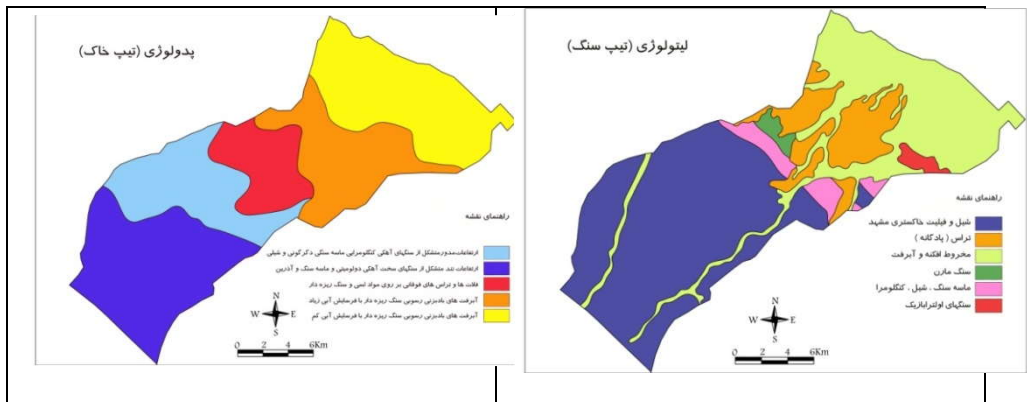 پدولوژی (تیپ خاک)
راهنمای نقشه
ارتفاعات مدور متشکل از سنگهای آهکی کنگلومرایی ماسه سنگی دگرگونی و شیلی
ارتفاعات تند متشکل از سنگهای سخت آهکی دولومیتی و ماسه سنگ و آذرین
فلات ها و تراس های فوقانی بر روی مواد لسی و سنگ ریزه دار
آبرفت های بادبزنی رسوبی سنگ ریزه دار با فرسایش آبی زیاد
آبرفت های بادبزنی رسوبی سنگ ریزه دار با فرسایش آبی کم
N
W E
S
0 2 4 6Km
لیتولوژی (تیپ سنگ)
راهنمای نقشه
شیل و فیلیت خاکستری مشهد
تراس ( پادگانه )
مخروط افکنه و آبرفت
سنگ مارن
ماسه سنگ ، شیل ، کنگلومرا
سنگهای اولترابازیک
N
W E
S
0 2 4 6Km